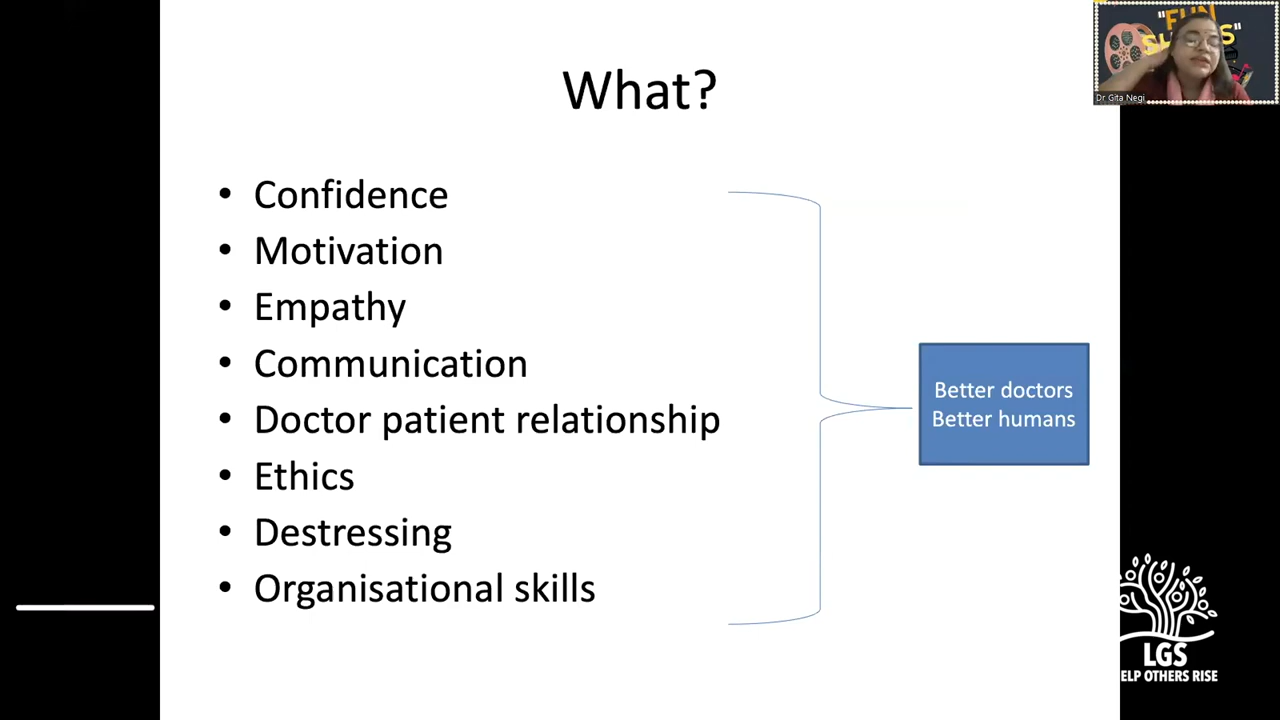 What?
• Confidence
• Motivation
• Empathy
• Communication
• Doctor patient relationship
• Ethics
• Destressing
• Organisational skills
Better doctors
Better humans
"FUN
Dr Gita Negi
LGS
ELP OTHERS RISE